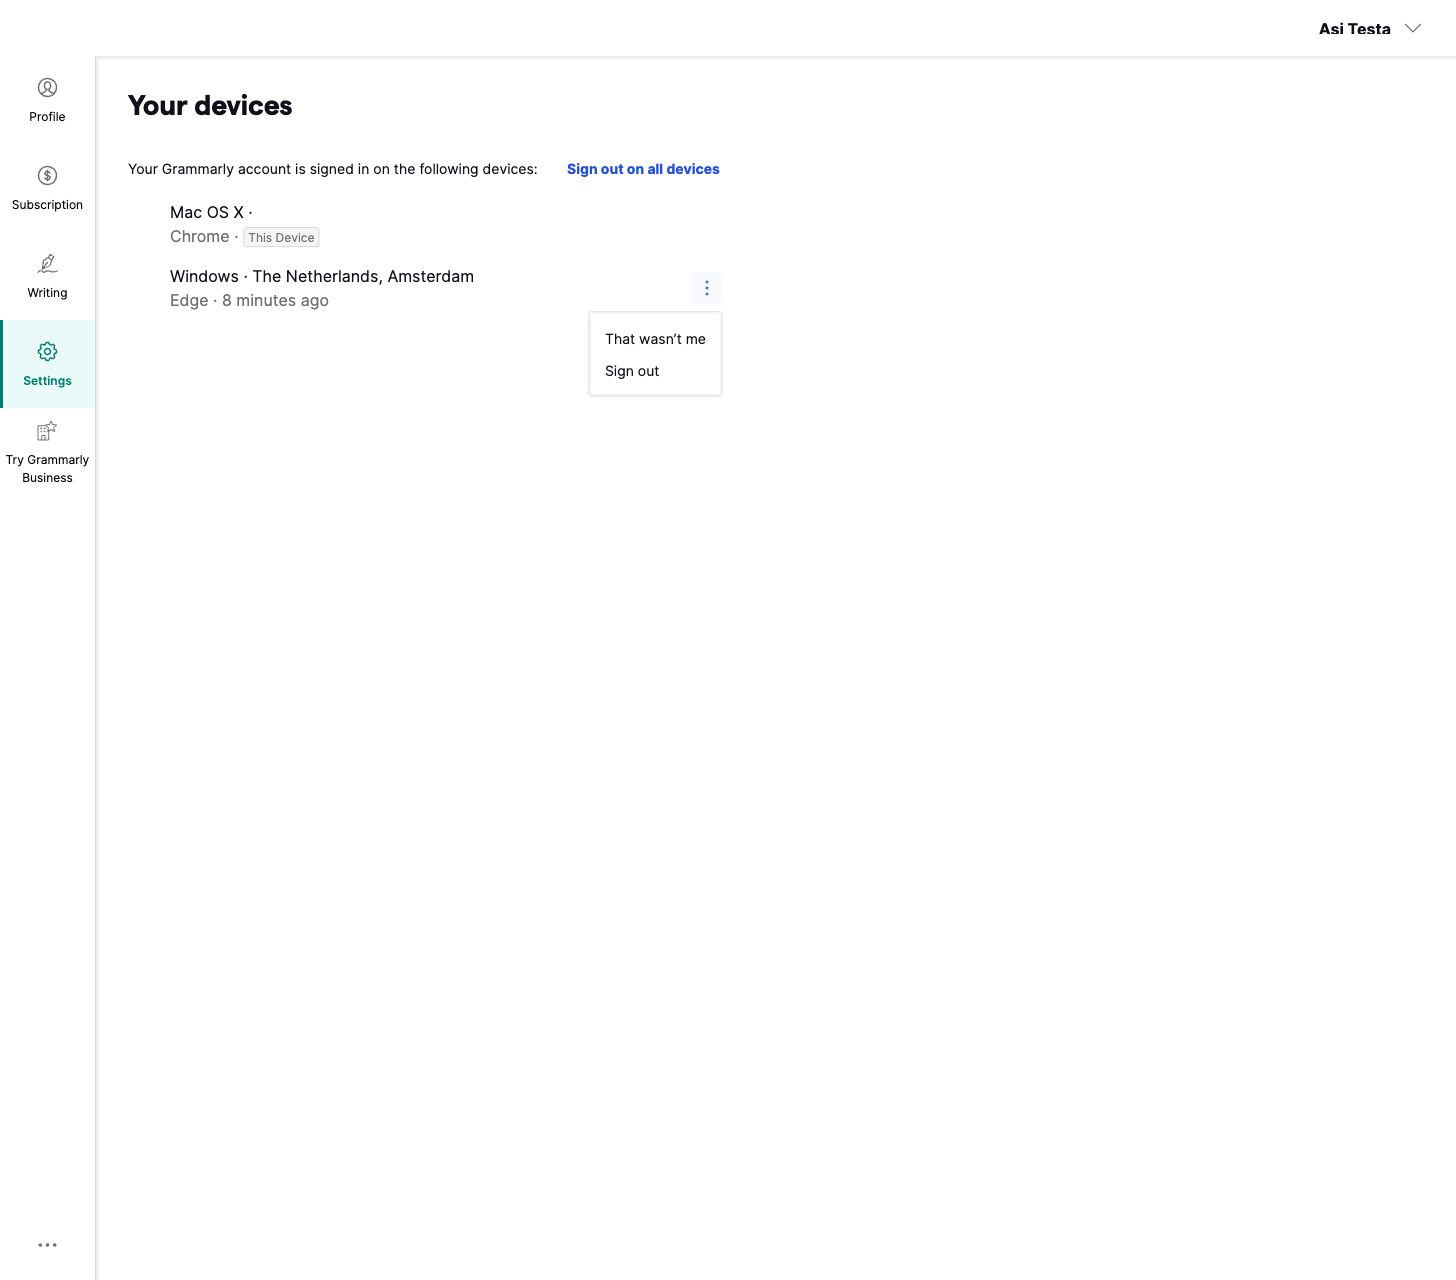 Asi Testa
Profile
Subscription
Writing
Settings
Try Grammarly
Business
Your devices
Your Grammarly account is signed in on the following devices: Sign out on all devices
Mac OS X ·
Chrome · This Device
Windows · The Netherlands, Amsterdam
Edge · 8 minutes ago
That wasn’t me
Sign out